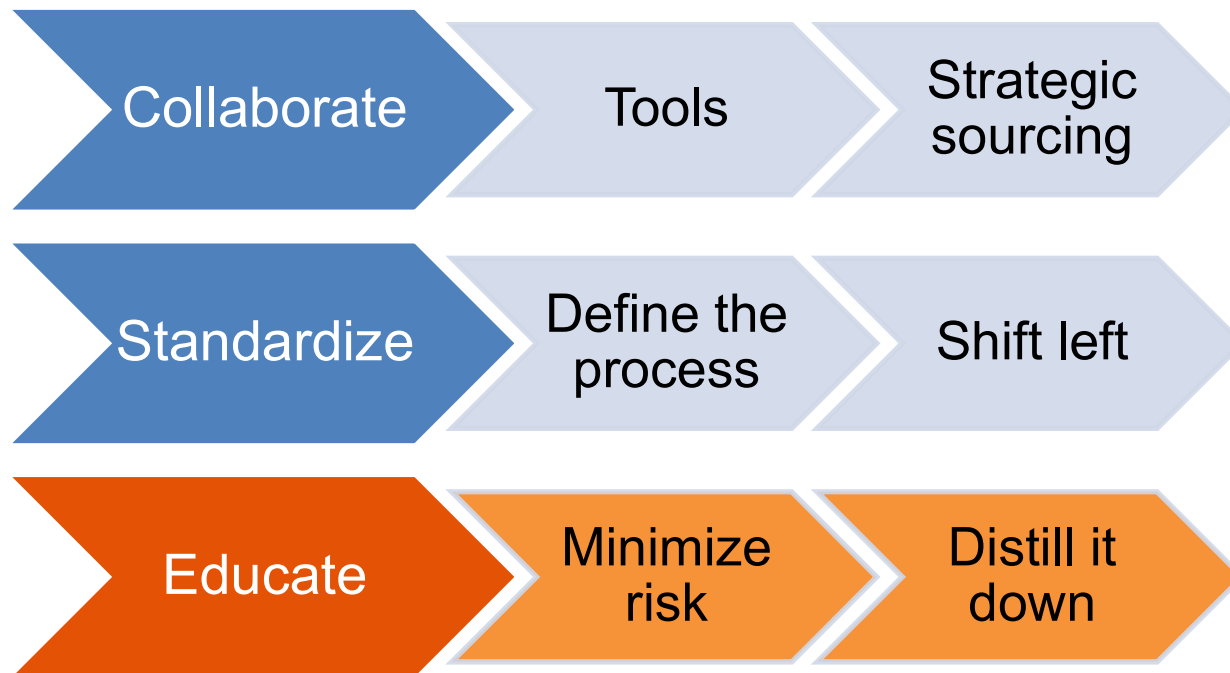 Collaborate
Tools
Strategic
sourcing
Standardize
Define the
process
Shift left
Educate
Minimize
risk
Distill it
down